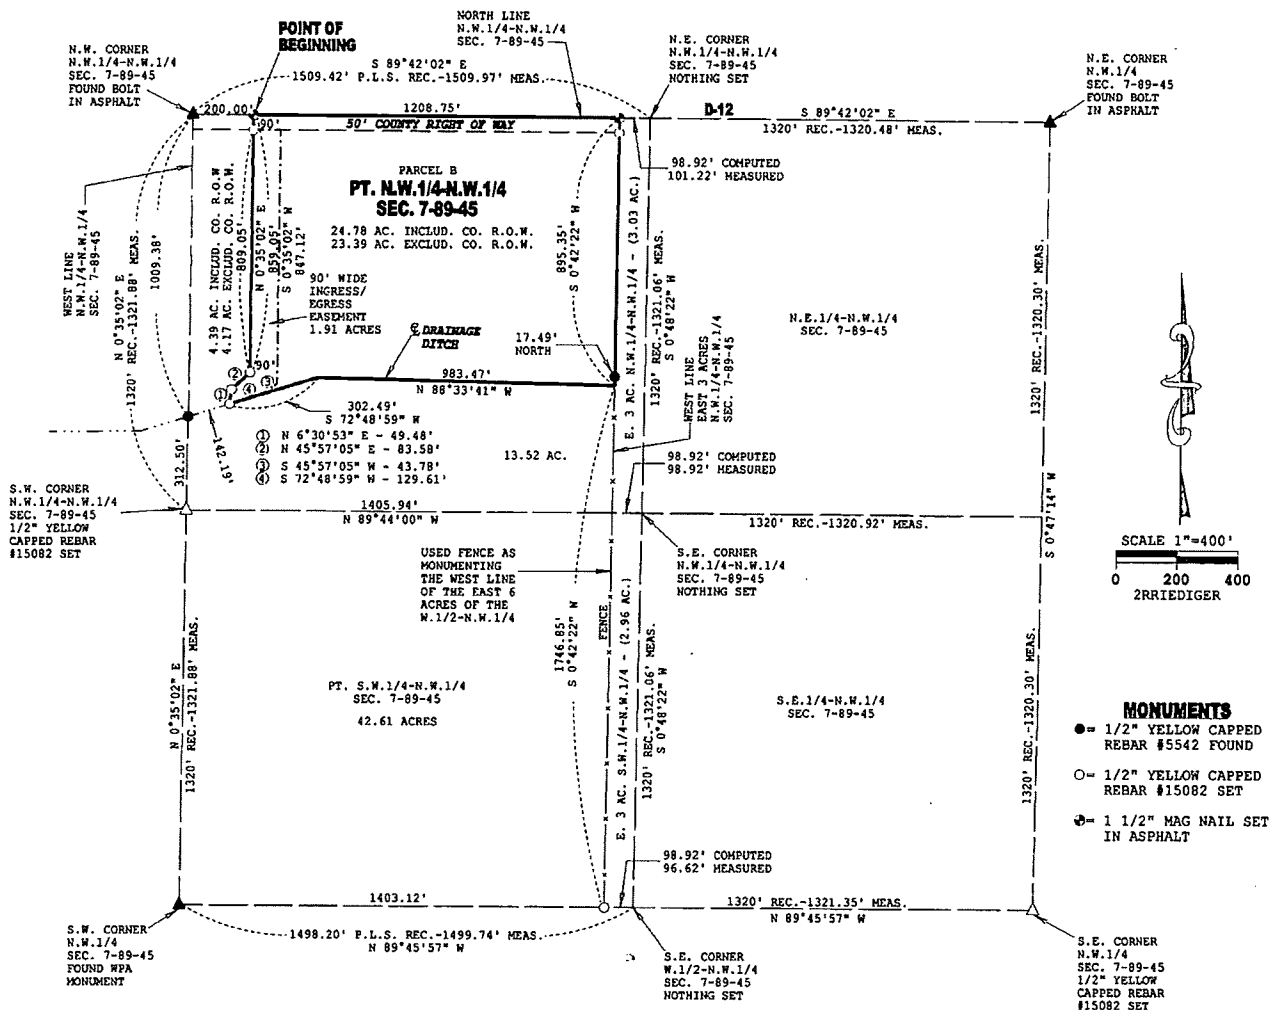 NORTH LINE
N.W.1/4-N.W.1/4
SEC. 7-89-45
POINT OF
BEGINNING
N.W. CORNER
N.W.1/4-N.W.1/4
SEC. 7-89-45
FOUND BOLT
IN ASPHALT
S 89°42'02" E
1509.42' P.L.S. REC.-1509.97' MEAS.
N.E. CORNER
N.W.1/4-N.W.1/4
SEC. 7-89-45
NOTHING SET
N.E. CORNER
N.W.1/4
SEC. 7-89-45
FOUND BOLT
IN ASPHALT
200.00'
1208.75'
D-12
S 89°42'02" E
1320' REC.-1320.48' MEAS.
90'
50' COUNTY RIGHT OF WAY
98.92' COMPUTED
101.22' MEASURED
PARCEL B
PT. N.W.1/4-N.W.1/4
SEC. 7-89-45
24.78 AC. INCLUD. CO. R.O.W.
23.39 AC. EXCLUD. CO. R.O.W.
WEST LINE
N.W.1/4-N.W.1/4
SEC. 7-89-45
N 0°35'02" E
1320' REC.-1321.88' MEAS.
1009.38'
4.39 AC. INCLUD. CO. R.O.W
4.17 AC. EXCLUD. CO. R.O.W.
809.05'
N 0°35'02" E
859.05'
S 0°35'02" W
847.12'
90' WIDE
INGRESS/
EGRESS
EASEMENT
1.91 ACRES
℄ DRAINAGE
DITCH
895.35'
S 0°42'22" W
E. 3 AC. N.W.1/4-N.W.1/4 - (3.03 AC.)
1320' REC.-1321.06' MEAS.
S 0°48'22" W
N.E.1/4-N.W.1/4
SEC. 7-89-45
1320' REC.-1320.30' MEAS.
17.49'
NORTH
90'
2
1
4
3
983.47'
N 88°33'41" W
302.49'
S 72°48'59" W
1 N 6°30'53" E - 49.48'
2 N 45°57'05" E - 83.58'
3 S 45°57'05" W - 43.78'
4 S 72°48'59" W - 129.61'
142.19'
312.50'
13.52 AC.
WEST LINE
EAST 3 ACRES
N.W.1/4-N.W.1/4
SEC. 7-89-45
98.92' COMPUTED
98.92' MEASURED
S.W. CORNER
N.W.1/4-N.W.1/4
SEC. 7-89-45
1/2" YELLOW
CAPPED REBAR
#15082 SET
1405.94'
N 89°44'00" W
1320' REC.-1320.92' MEAS.
S 0°47'14" W
SCALE 1"=400'
0 200 400
2RRIEDIGER
USED FENCE AS
MONUMENTING
THE WEST LINE
OF THE EAST 6
ACRES OF THE
W.1/2-N.W.1/4
S.E. CORNER
N.W.1/4-N.W.1/4
SEC. 7-89-45
NOTHING SET
N 0°35'02" E
1320' REC.-1321.88' MEAS.
1746.85'
S 0°42'22" W
FENCE
E. 3 AC. S.W.1/4-N.W.1/4 - (2.96 AC.)
1320' REC.-1321.06' MEAS.
S 0°48'22" W
PT. S.W.1/4-N.W.1/4
SEC. 7-89-45
42.61 ACRES
S.E.1/4-N.W.1/4
SEC. 7-89-45
1320' REC.-1320.30' MEAS.
MONUMENTS
= 1/2" YELLOW CAPPED
REBAR #5542 FOUND
= 1/2" YELLOW CAPPED
REBAR #15082 SET
= 1 1/2" MAG NAIL SET
IN ASPHALT
98.92' COMPUTED
96.62' MEASURED
1403.12'
1320' REC.-1321.35' MEAS.
N 89°45'57" W
1498.20' P.L.S. REC.-1499.74' MEAS.
N 89°45'57" W
S.W. CORNER
N.W.1/4
SEC. 7-89-45
FOUND WPA
MONUMENT
S.E. CORNER
W.1/2-N.W.1/4
SEC. 7-89-45
NOTHING SET
S.E. CORNER
N.W.1/4
SEC. 7-89-45
1/2" YELLOW
CAPPED REBAR
#15082 SET